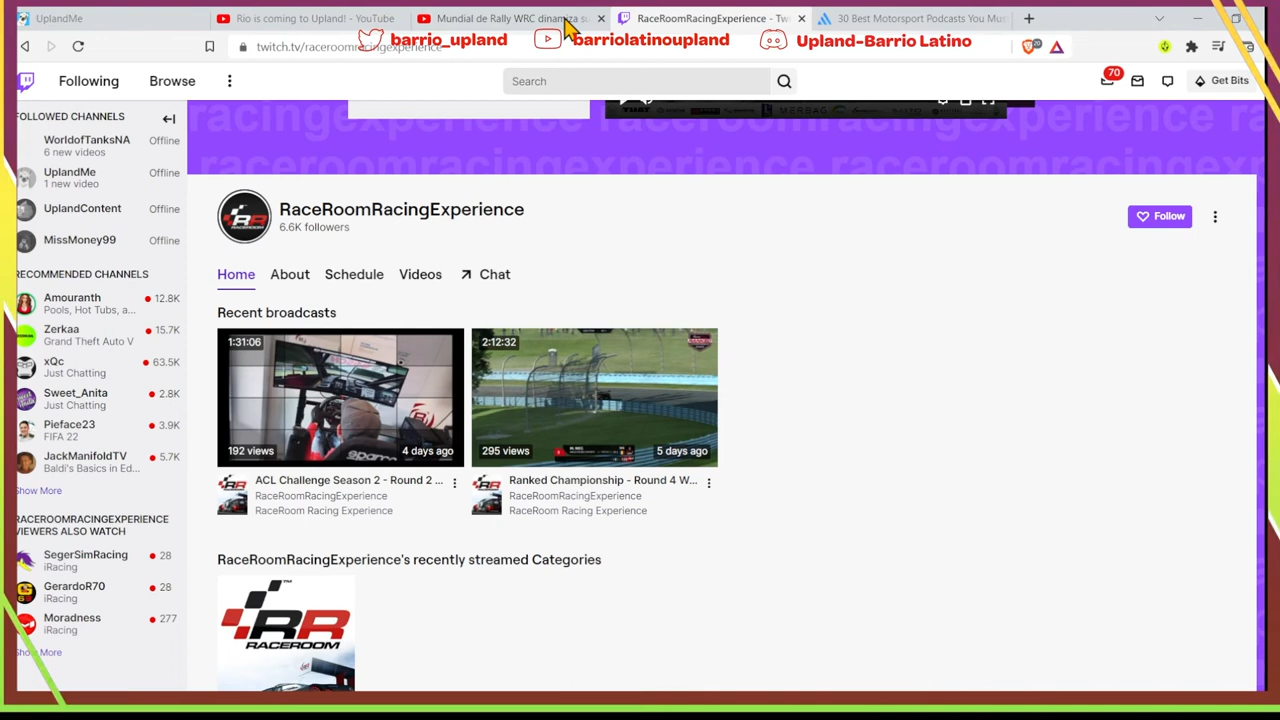 UplandMe
Rio is coming to Upland! - YouTube
Mundial de Rally WRC dinamiza su
RaceRoomRacingExperience - Tw
30 Best Motorsport Podcasts You Mus
twitch.tv/raceroomracingexperience
barrio_upland
barriolatinoupland
Upland-Barrio Latino
20
Following
Browse
Search
70
Get Bits
raceroomracingexperience
FOLLOWED CHANNELS
WorldofTanksNA
Offline
6 new videos
UplandMe
Offline
1 new video
UplandContent
Offline
MissMoney99
Offline
RECOMMENDED CHANNELS
Amouranth
12.8K
Pools, Hot Tubs, a...
Zerkaa
15.7K
Grand Theft Auto V
xQc
63.5K
Just Chatting
Sweet_Anita
2.8K
Just Chatting
Pieface23
3.9K
FIFA 22
JackManifoldTV
5.7K
Baldi's Basics in Ed...
Show More
RACEROOMRACINGEXPERIENCE
VIEWERS ALSO WATCH
SegerSimRacing
28
iRacing
GerardoR70
28
iRacing
Moradness
277
iRacing
Show More
RaceRoomRacingExperience
6.6K followers
Follow
Home
About
Schedule
Videos
Chat
Recent broadcasts
1:31:06
192 views
4 days ago
ACL Challenge Season 2 - Round 2 ...
RaceRoomRacingExperience
RaceRoom Racing Experience
2:12:32
295 views
5 days ago
Ranked Championship - Round 4 W...
RaceRoomRacingExperience
RaceRoom Racing Experience
RaceRoomRacingExperience's recently streamed Categories
RR
RACEROOM